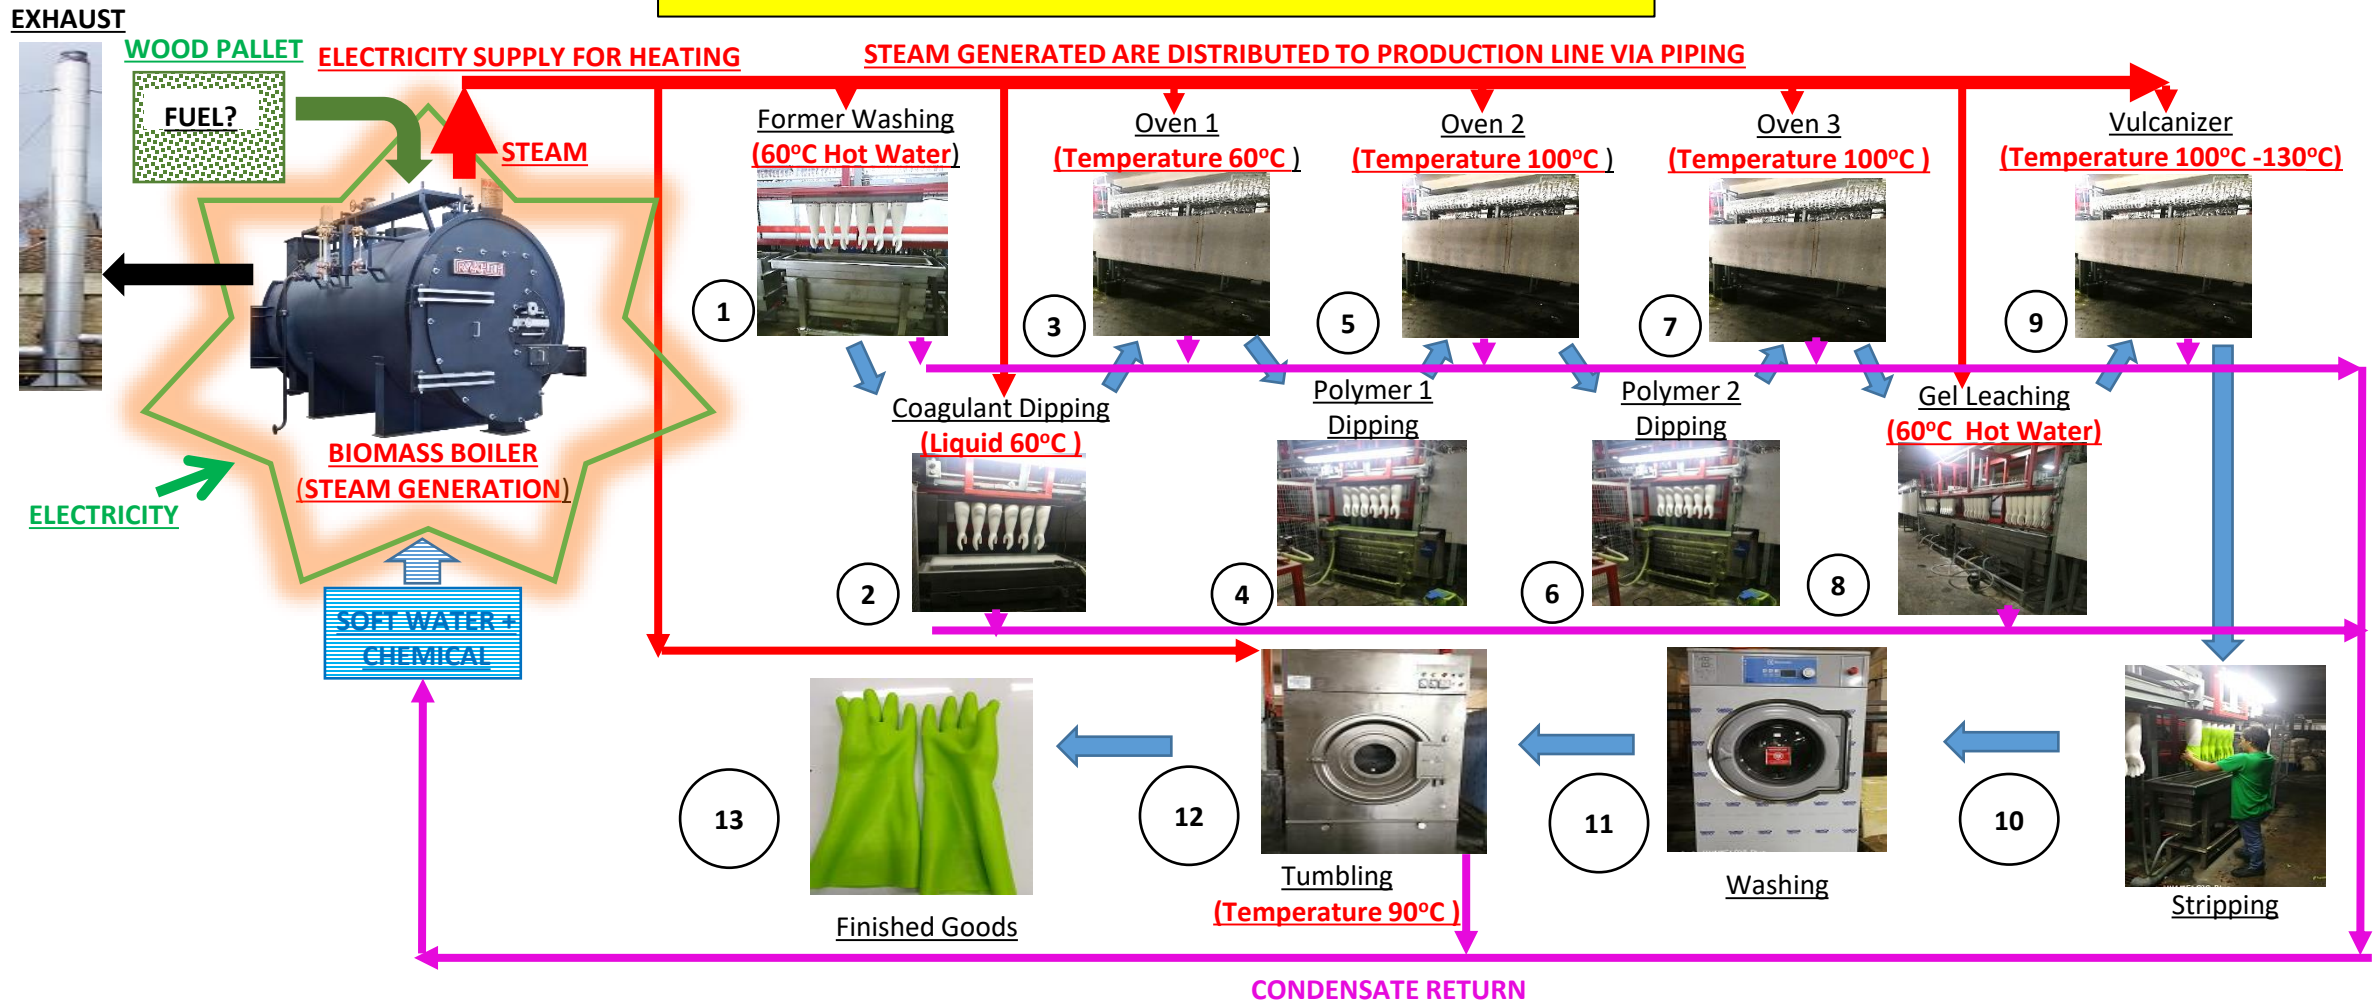 EXHAUST
WOOD PALLET
FUEL?
ELECTRICITY SUPPLY FOR HEATING
STEAM GENERATED ARE DISTRIBUTED TO PRODUCTION LINE VIA PIPING
STEAM
BIOMASS BOILER
(STEAM GENERATION)
ELECTRICITY
SOFT WATER +
CHEMICAL
Former Washing
(60°C Hot Water)
1
Coagulant Dipping
(Liquid 60°C )
2
Oven 1
(Temperature 60°C )
3
Polymer 1
Dipping
4
Oven 2
(Temperature 100°C )
5
Polymer 2
Dipping
6
Oven 3
(Temperature 100°C )
7
Gel Leaching
(60°C  Hot Water)
8
Vulcanizer
(Temperature 100°C -130°C)
9
10
Stripping
11
Washing
12
Tumbling
(Temperature 90°C )
13
Finished Goods
CONDENSATE RETURN